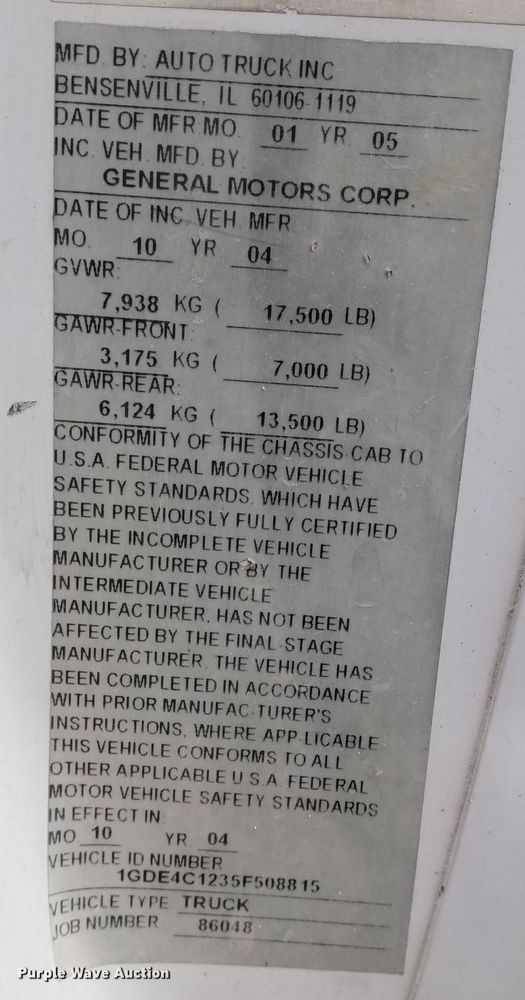 MFD. BY: AUTO TRUCK INC
BENSENVILLE, IL 60106-1119
DATE OF MFR MO. 01 YR 05
INC. VEH. MFD. BY:
GENERAL MOTORS CORP.
DATE OF INC. VEH. MFR
MO. 10 YR 04
GVWR:
7,938 KG ( 17,500 LB)
GAWR-FRONT:
3,175 KG ( 7,000 LB)
GAWR-REAR:
6,124 KG ( 13,500 LB)
CONFORMITY OF THE CHASSIS-CAB TO
U.S.A. FEDERAL MOTOR VEHICLE
SAFETY STANDARDS, WHICH HAVE
BEEN PREVIOUSLY FULLY CERTIFIED
BY THE INCOMPLETE VEHICLE
MANUFACTURER OR BY THE
INTERMEDIATE VEHICLE
MANUFACTURER, HAS NOT BEEN
AFFECTED BY THE FINAL-STAGE
MANUFACTURER. THE VEHICLE HAS
BEEN COMPLETED IN ACCORDANCE
WITH PRIOR MANUFAC-TURER'S
INSTRUCTIONS, WHERE APP-LICABLE
THIS VEHICLE CONFORMS TO ALL
OTHER APPLICABLE U.S.A. FEDERAL
MOTOR VEHICLE SAFETY STANDARDS
IN EFFECT IN:
MO 10 YR 04
VEHICLE ID NUMBER
1GDE4C1235F508815
VEHICLE TYPE TRUCK
JOB NUMBER 86048
Purple Wave Auction